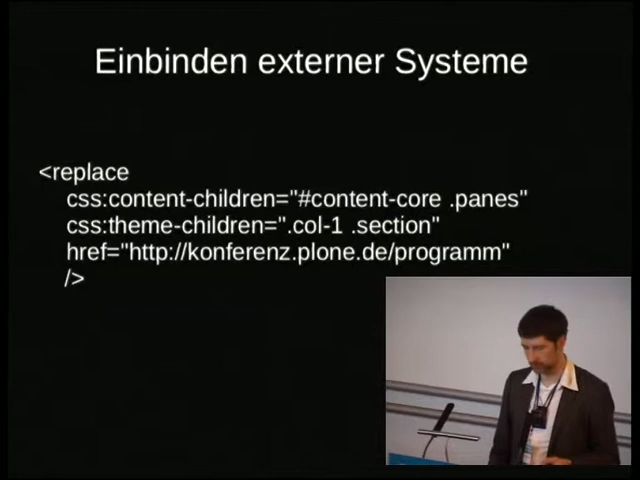 Einbinden externer Systeme
<replace
css:content-children="#content-core .panes"
css:theme-children=".col-1 .section"
href="http://konferenz.plone.de/programm"
/>